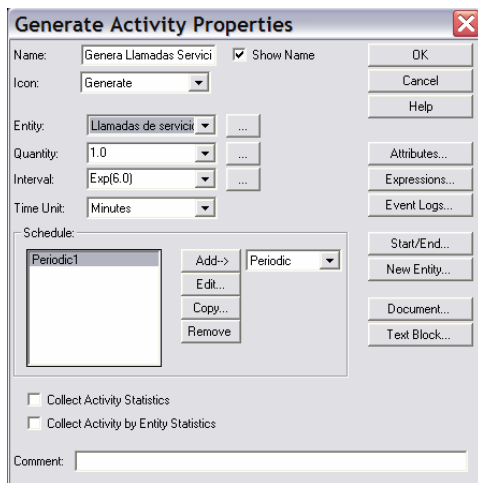 Generate Activity Properties
Name: Genera Llamadas Servici Show Name OK
Icon: Generate Cancel
Help
Entity: Llamadas de servicio ...
Quantity: 1.0 ... Attributes...
Interval: Exp(6.0) ... Expressions...
Time Unit: Minutes Event Logs...
Schedule: Start/End...
Periodic1 Add--> Periodic New Entity...
Edit...
Copy... Document...
Remove Text Block...
Collect Activity Statistics
Collect Activity by Entity Statistics
Comment: